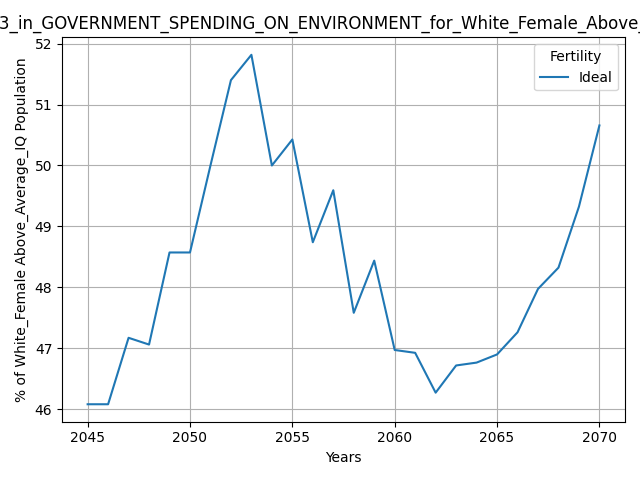 3_in_GOVERNMENT_SPENDING_ON_ENVIRONMENT_for_White_Female_Above_
52
51
50
49
48
47
46
% of White_Female Above_Average_IQ Population
Fertility
Ideal
2045
2050
2055
2060
2065
2070
Years